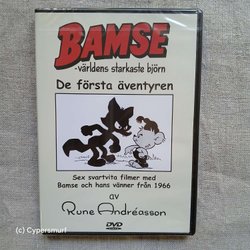 BAMSE
-världens starkaste björn
De första äventyren
Sex svartvita filmer med
Bamse och hans vänner från 1966
av
Rune Andréasson
DVD
(c) Cypersmurf